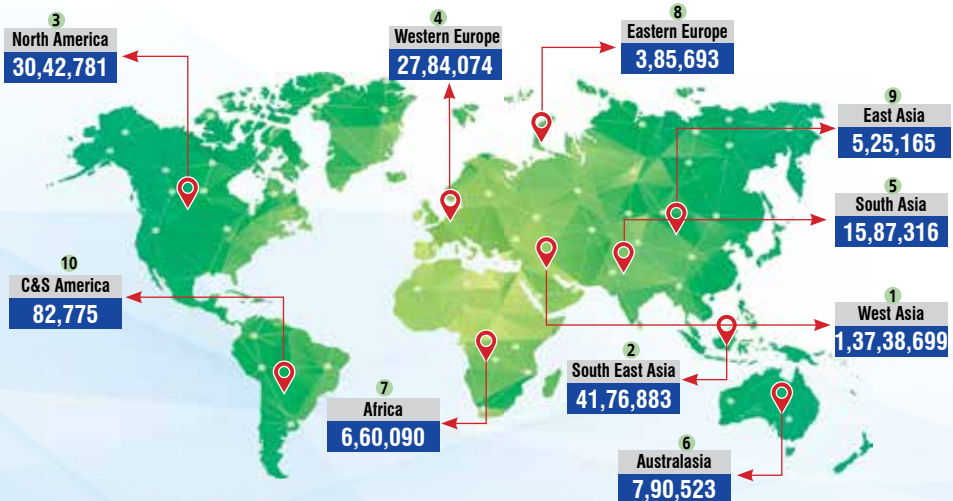 3
North America
30,42,781
4
Western Europe
27,84,074
8
Eastern Europe
3,85,693
9
East Asia
5,25,165
5
South Asia
15,87,316
10
C&S America
82,775
1
West Asia
1,37,38,699
2
South East Asia
41,76,883
7
Africa
6,60,090
6
Australasia
7,90,523